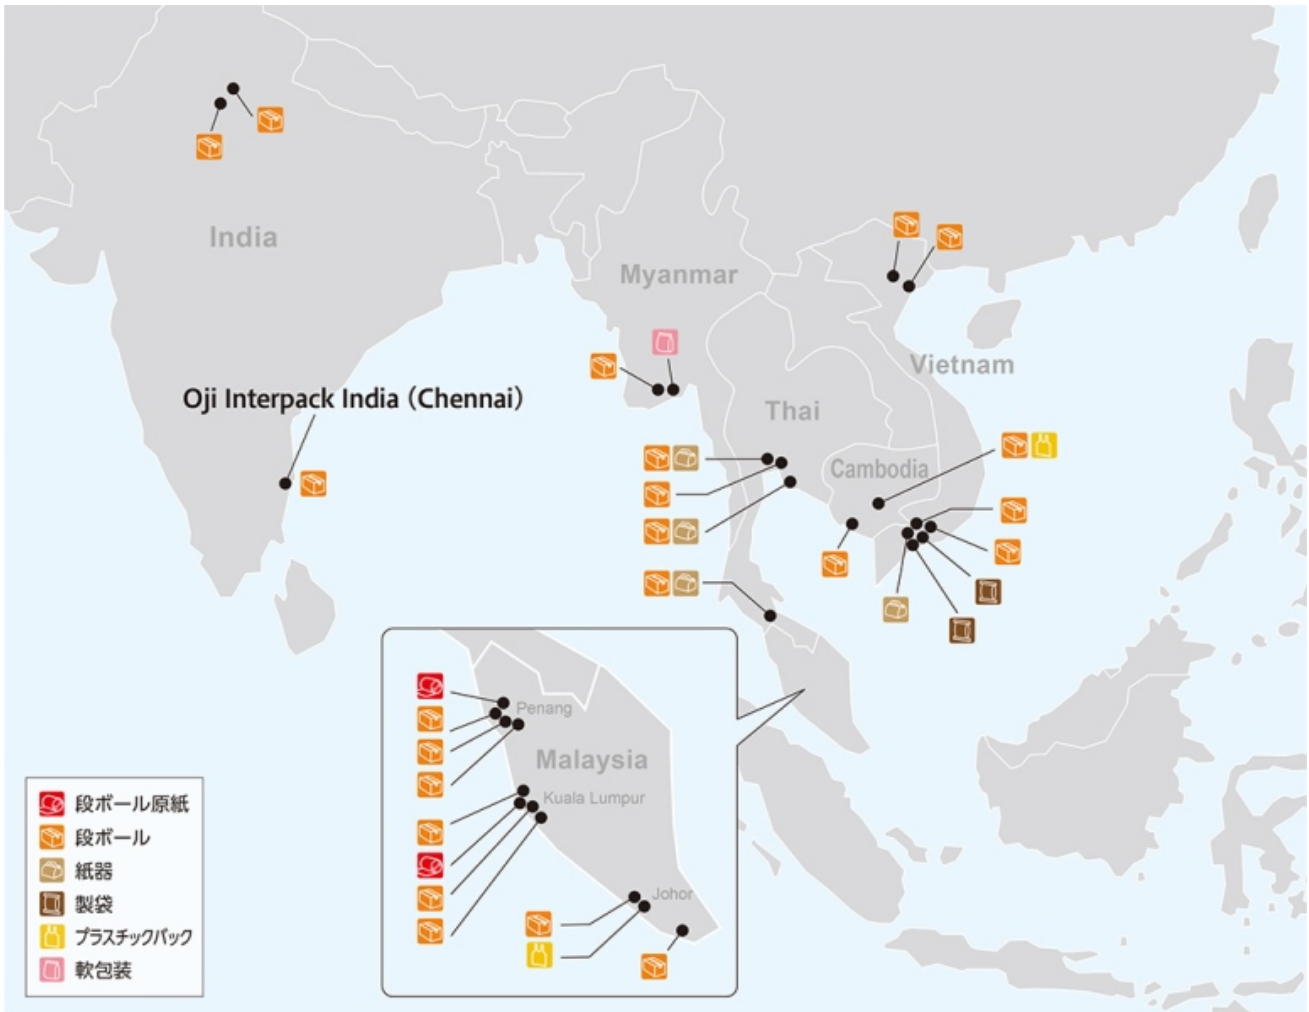 India
Myanmar
Vietnam
Oji Interpack India（Chennai）
Thai
Cambodia
Penang
Malaysia
Kuala Lumpur
Johor
段ボール原紙
段ボール
紙器
製袋
プラスチックパック
軟包装